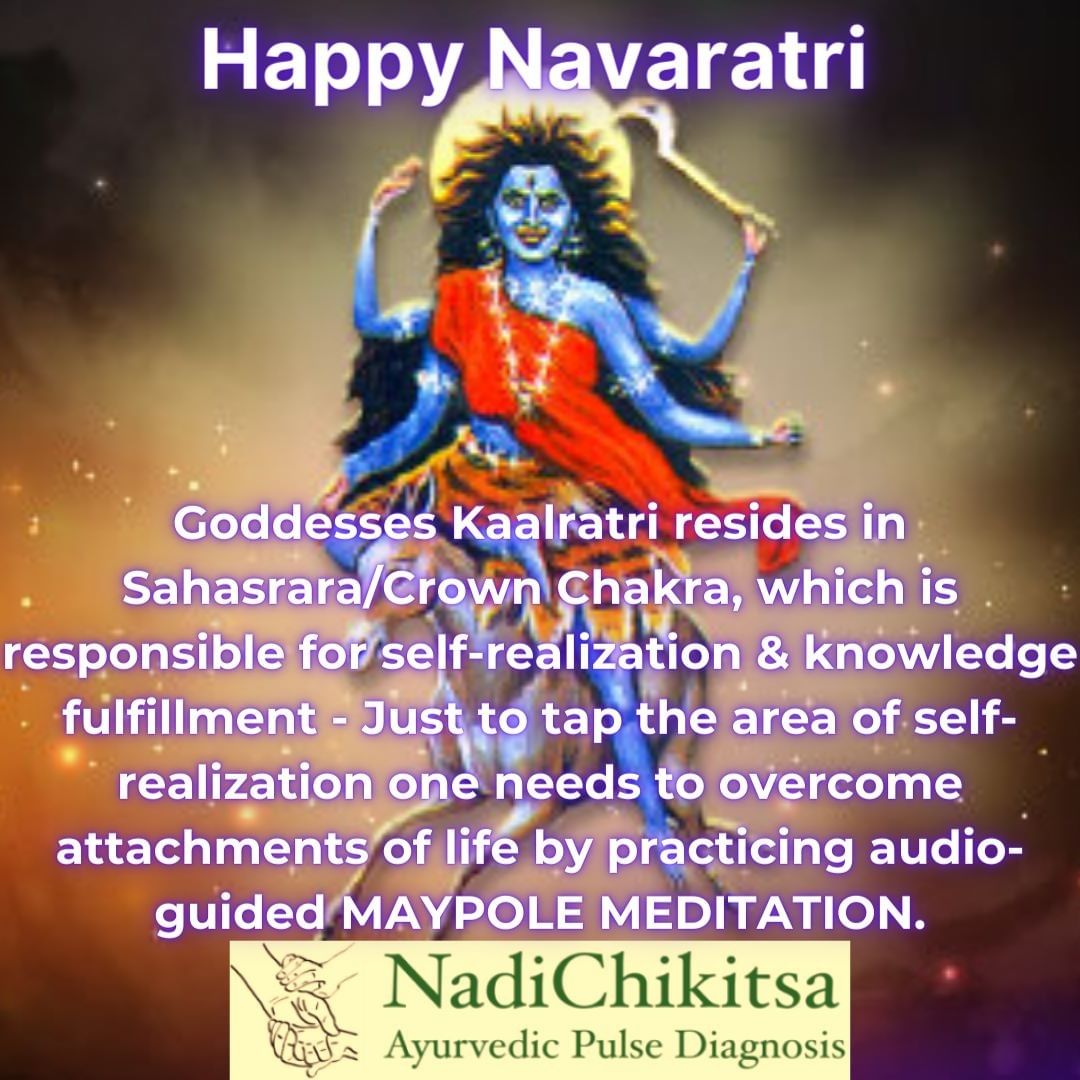 Happy Navaratri
Goddesses Kaalratri resides in
Sahasrara/Crown Chakra, which is
responsible for self-realization & knowledge
fulfillment - Just to tap the area of self-
realization one needs to overcome
attachments of life by practicing audio-
guided MAYPOLE MEDITATION.
NadiChikitsa
Ayurvedic Pulse Diagnosis